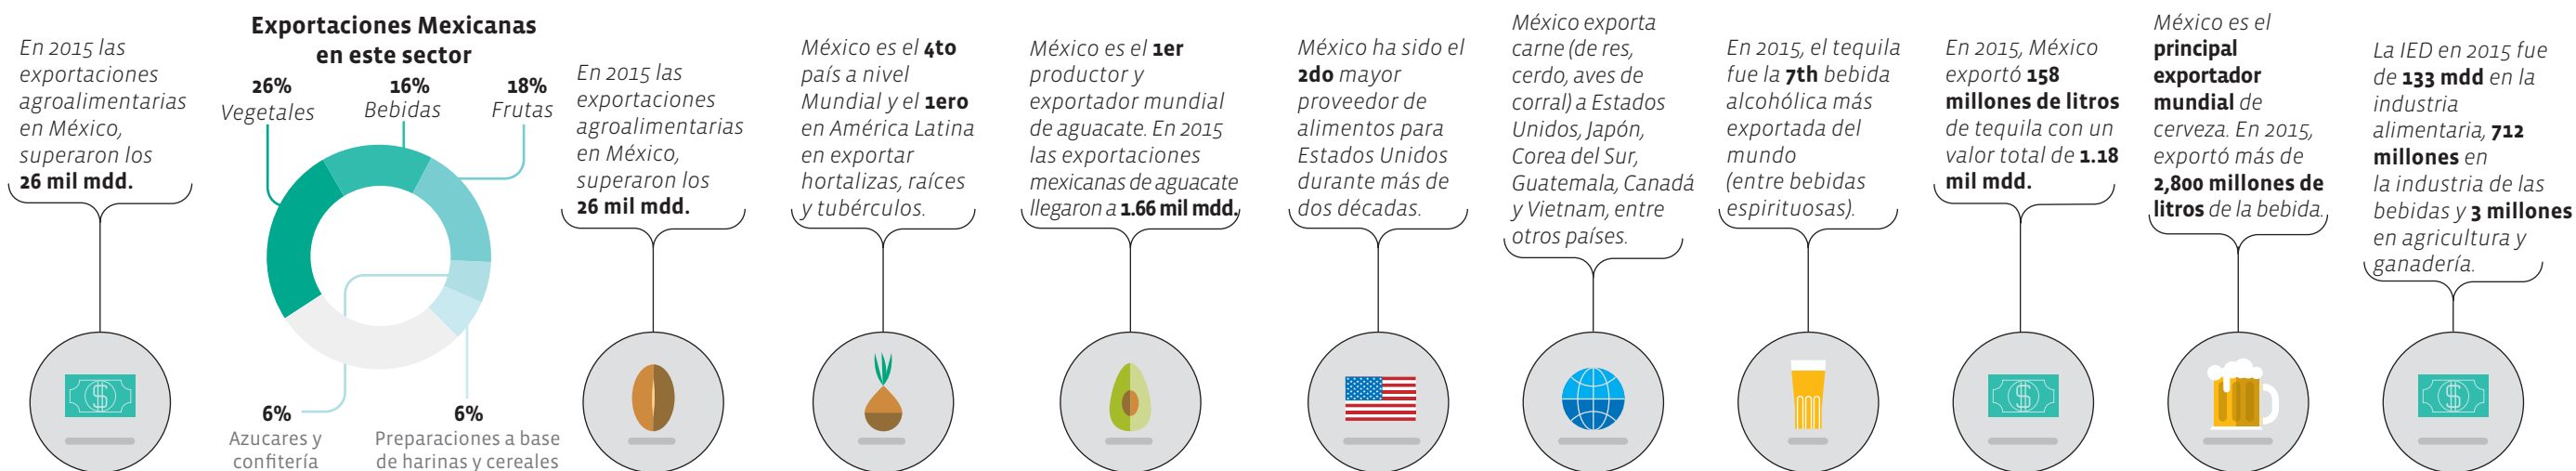 En 2015 las
exportaciones
agroalimentarias
en México,
superaron los
26 mil mdd.
Exportaciones Mexicanas
en este sector
26%
Vegetales
16%
Bebidas
18%
Frutas
6%
Azucares y
confitería
6%
Preparaciones a base
de harinas y cereales
En 2015 las
exportaciones
agroalimentarias
en México,
superaron los
26 mil mdd.
México es el 4to
país a nivel
Mundial y el 1ero
en América Latina
en exportar
hortalizas, raíces
y tubérculos.
México es el 1er
productor y
exportador mundial
de aguacate. En 2015
las exportaciones
mexicanas de aguacate
llegaron a 1.66 mil mdd.
México ha sido el
2do mayor
proveedor de
alimentos para
Estados Unidos
durante más de
dos décadas.
México exporta
carne (de res,
cerdo, aves de
corral) a Estados
Unidos, Japón,
Corea del Sur,
Guatemala, Canadá
y Vietnam, entre
otros países.
En 2015, el tequila
fue la 7th bebida
alcohólica más
exportada del
mundo
(entre bebidas
espirituosas).
En 2015, México
exportó 158
millones de litros
de tequila con un
valor total de 1.18
mil mdd.
México es el
principal
exportador
mundial de
cerveza. En 2015,
exportó más de
2,800 millones de
litros de la bebida.
La IED en 2015 fue
de 133 mdd en la
industria
alimentaria, 712
millones en
la industria de las
bebidas y 3 millones
en agricultura y
ganadería.